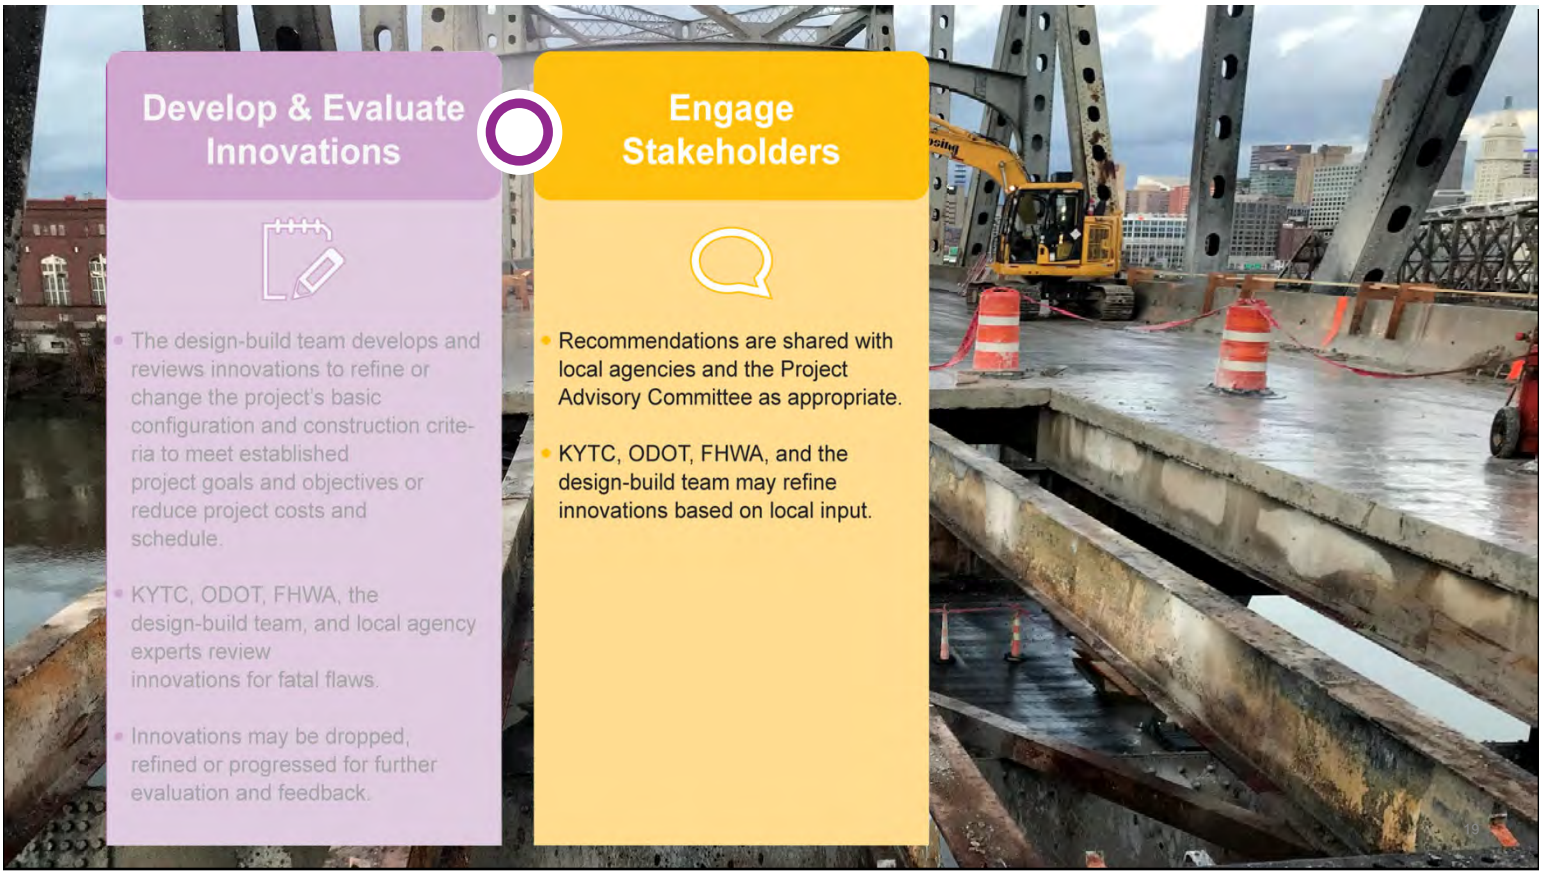 Develop & Evaluate
Innovations
The design-build team develops and
reviews innovations to refine or
change the project's basic
configuration and construction crite-
ria to meet established
project goals and objectives or
reduce project costs and
schedule.
KYTC, ODOT, FHWA, the
design-build team, and local agency
experts review
innovations for fatal flaws.
Innovations may be dropped,
refined or progressed for further
evaluation and feedback.
Engage
Stakeholders
Recommendations are shared with
local agencies and the Project
Advisory Committee as appropriate.
KYTC, ODOT, FHWA, and the
design-build team may refine
innovations based on local input.
19